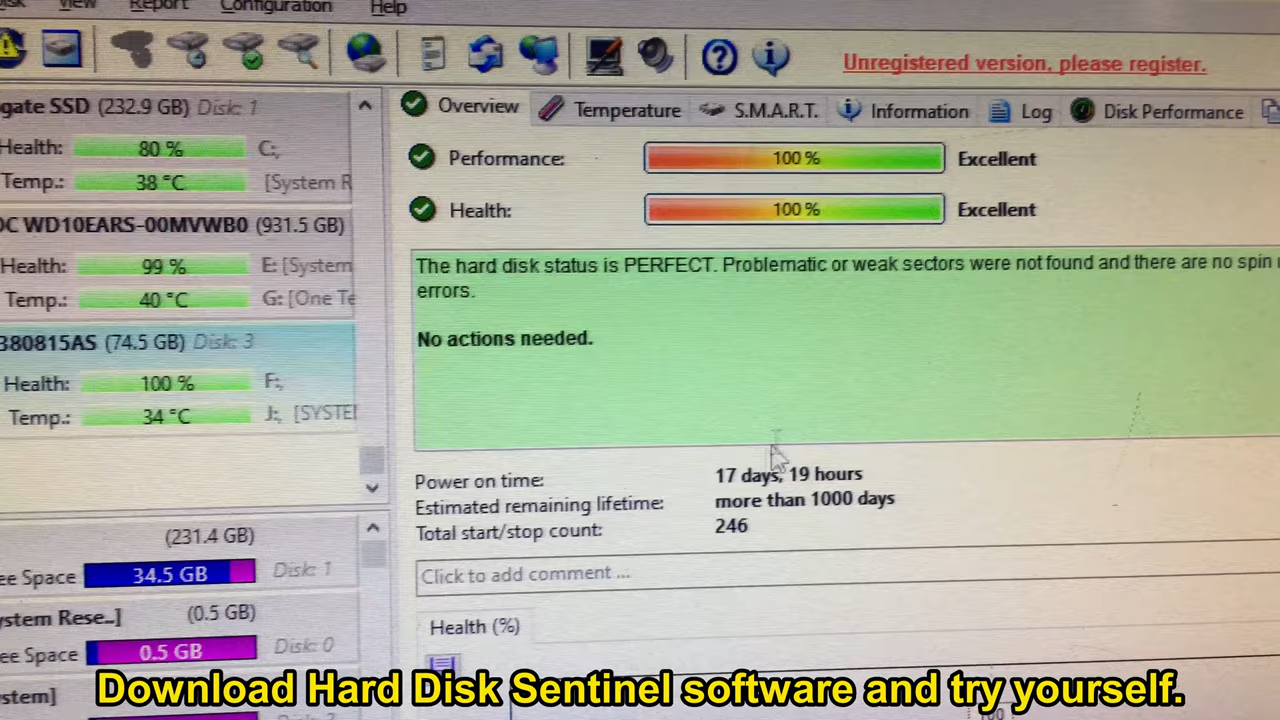 View Report Configuration Help
Unregistered version, please register.
gate SSD (232.9 GB) Disk: 1
Health: 80 % C:,
Temp.: 38 °C [System R
WD10EARS-00MVWB0 (931.5 GB)
Health: 99 % E: [System
Temp.: 40 °C G: [One Te
380815AS (74.5 GB) Disk: 3
Health: 100 % F:,
Temp.: 34 °C J:, [SYSTE
(231.4 GB)
ee Space 34.5 GB Disk: 1
ystem Rese..] (0.5 GB)
ee Space 0.5 GB Disk: 0
stem]
Overview Temperature S.M.A.R.T. Information Log Disk Performance
Performance: 100 % Excellent
Health: 100 % Excellent
The hard disk status is PERFECT. Problematic or weak sectors were not found and there are no spin
errors.
No actions needed.
Power on time: 17 days, 19 hours
Estimated remaining lifetime: more than 1000 days
Total start/stop count: 246
Click to add comment ...
Health (%)
100
Download Hard Disk Sentinel software and try yourself.